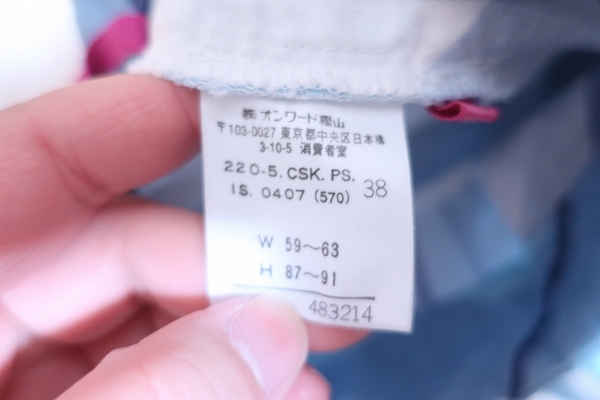 ㈱オンワード樫山
〒103-0027 東京都中央区日本橋
3-10-5 消費者室
220-5.CSK.PS.
IS. 0407 (570) 38
W 59〜63
H 87〜91
483214